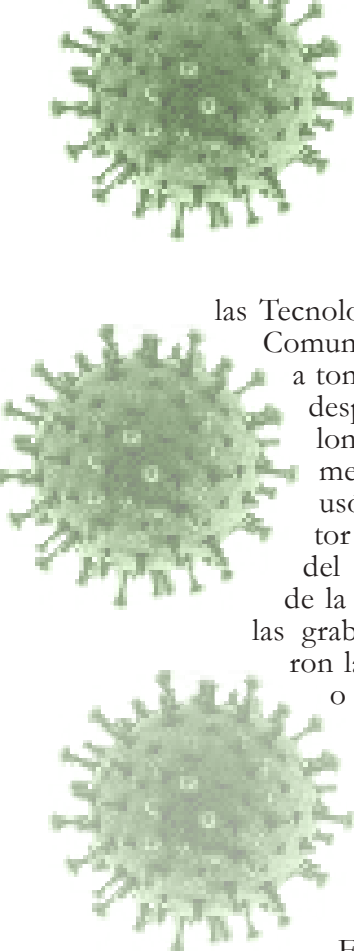 las Tecnolo
Comun
a ton
desp
lon
me
uso
tor
del
de la
las grab
ron la
o
E